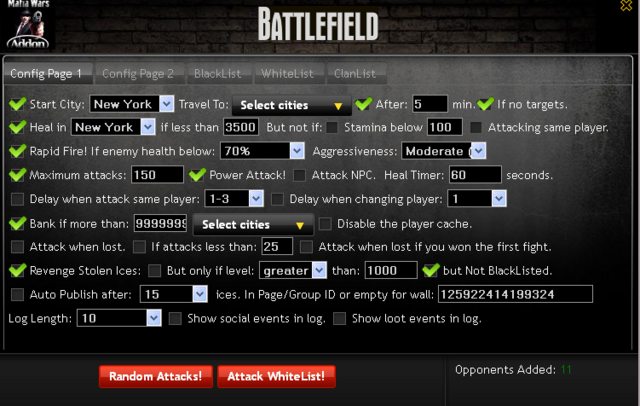 Mafia Wars
Addon
BATTLEFIELD
Config Page 1 Config Page 2 BlackList WhiteList ClanList
Start City: New York Travel To: Select cities After: 5 min. If no targets.
Heal in New York if less than 3500 But not if: Stamina below 100 Attacking same player.
Rapid Fire! If enemy health below: 70% Aggressiveness: Moderate
Maximum attacks: 150 Power Attack! Attack NPC. Heal Timer: 60 seconds.
Delay when attack same player: 1-3 Delay when changing player: 1
Bank if more than: 9999999 Select cities Disable the player cache.
Attack when lost. If attacks less than: 25 Attack when lost if you won the first fight.
Revenge Stolen Ices: But only if level: greater than: 1000 but Not BlackListed.
Auto Publish after: 15 ices. In Page/Group ID or empty for wall: 125922414199324
Log Length: 10 Show social events in log. Show loot events in log.
Random Attacks! Attack WhiteList! Opponents Added: 11